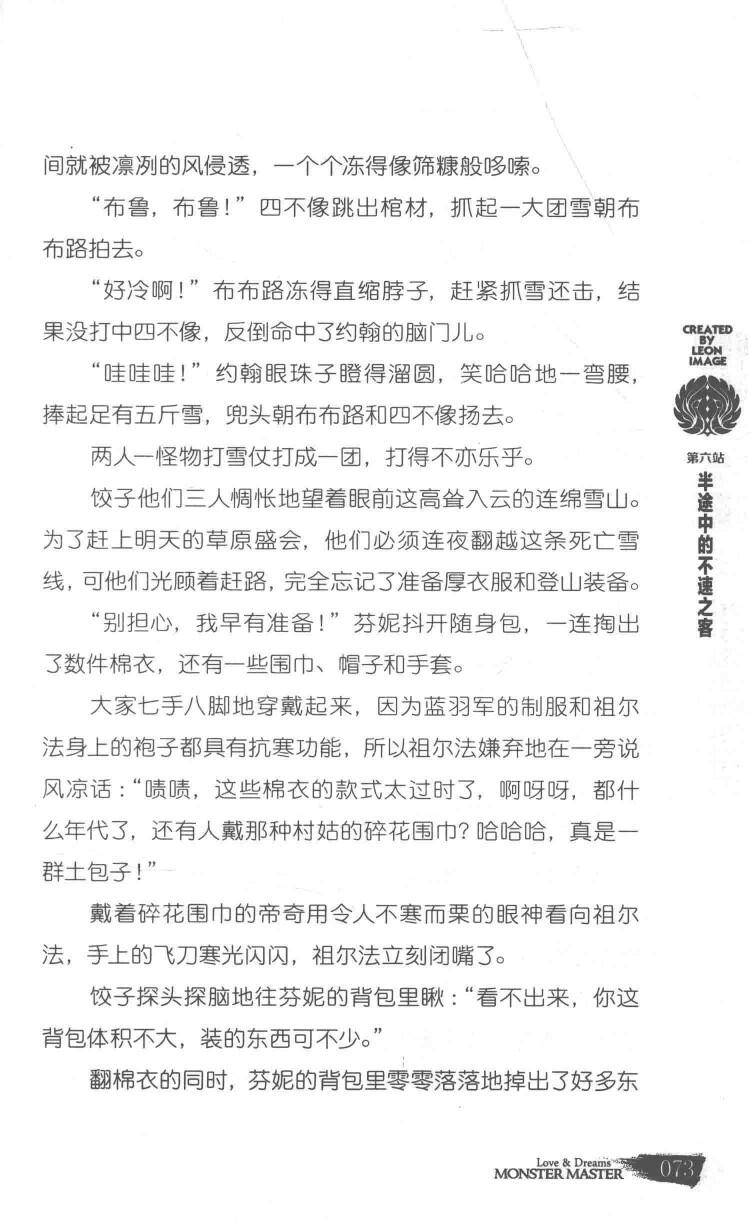 间就被凛冽的风侵透，一个个冻得像筛糠般哆嗦。
“布鲁，布鲁！”四不像跳出棺材，抓起一大团雪朝布
布路拍去。
“好冷啊！”布布路冻得直缩脖子，赶紧抓雪还击，结
果没打中四不像，反倒命中了约翰的脑门儿。
“哇哇哇！”约翰眼珠子瞪得溜圆，笑哈哈地一弯腰，
捧起足有五斤雪，兜头朝布布路和四不像扬去。
两人一怪物打雪仗打成一团，打得不亦乐乎。
饺子他们三人惆怅地望着眼前这高耸入云的连绵雪山。
为了赶上明天的草原盛会，他们必须连夜翻越这条死亡雪
线，可他们光顾着赶路，完全忘记了准备厚衣服和登山装备。
“别担心，我早有准备！”芬妮抖开随身包，一连掏出
了数件棉衣，还有一些围巾、帽子和手套。
大家七手八脚地穿戴起来，因为蓝羽军的制服和祖尔
法身上的袍子都具有抗寒功能，所以祖尔法嫌弃地在一旁说
风凉话：“啧啧，这些棉衣的款式太过时了，啊呀呀，都什
么年代了，还有人戴那种村姑的碎花围巾？哈哈哈，真是一
群土包子！”
戴着碎花围巾的帝奇用令人不寒而栗的眼神看向祖尔
法，手上的飞刀寒光闪闪，祖尔法立刻闭嘴了。
饺子探头探脑地往芬妮的背包里瞅：“看不出来，你这
背包体积不大，装的东西可不少。”
翻棉衣的同时，芬妮的背包里零零落落地掉出了好多东
CREATED
BY
LEON
IMAGE
第六站
半途中的不速之客
Love & Dreams
MONSTER MASTER
073